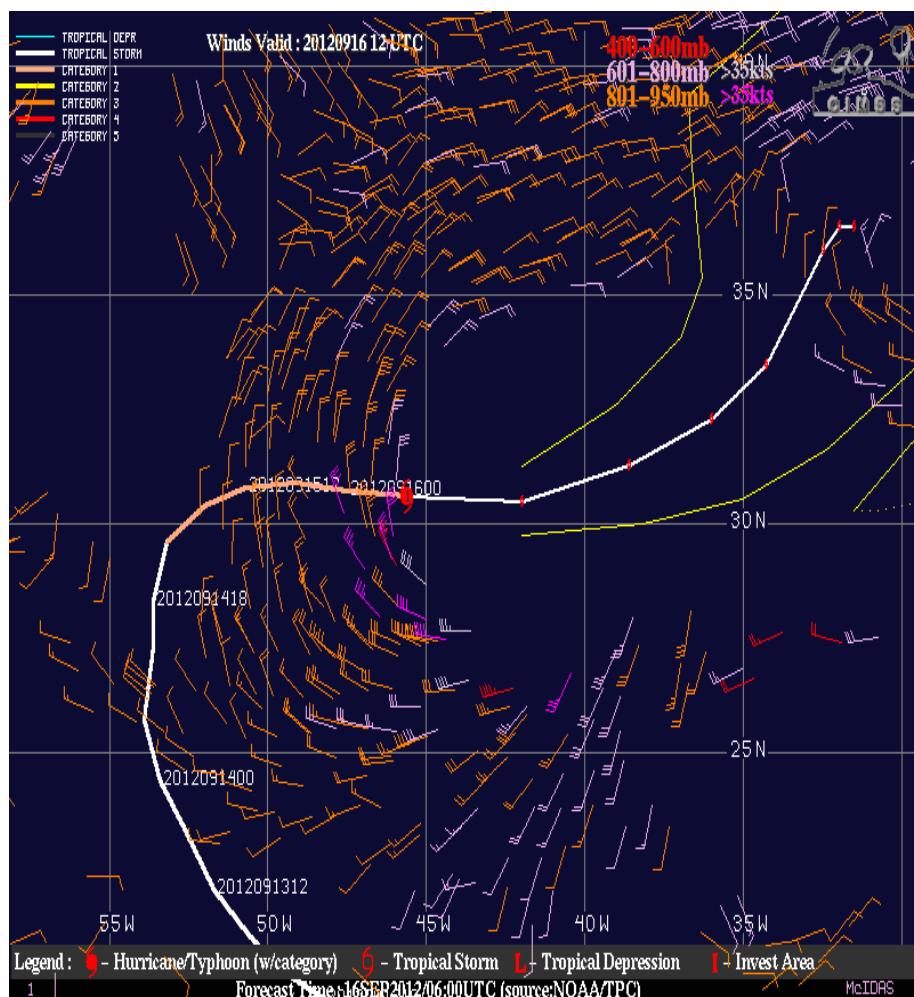 TROPICAL DEPR
TROPICAL STORM
CATEGORY 1
CATEGORY 2
CATEGORY 3
CATEGORY 4
CATEGORY 5
Winds Valid : 20120916 12 UTC
400-600mb
601-800mb >35kts
801-950mb >35kts
cimss
35N
2012091512
2012091600
30N
2012091418
2012091400
25N
2012091312
55W 50W 45W 40W 35W
Legend : - Hurricane/Typhoon (w/category) - Tropical Storm L - Tropical Depression I - Invest Area
1 Forecast Time : 16SEP2012/06:00UTC (source:NOAA/TPC) McIDAS